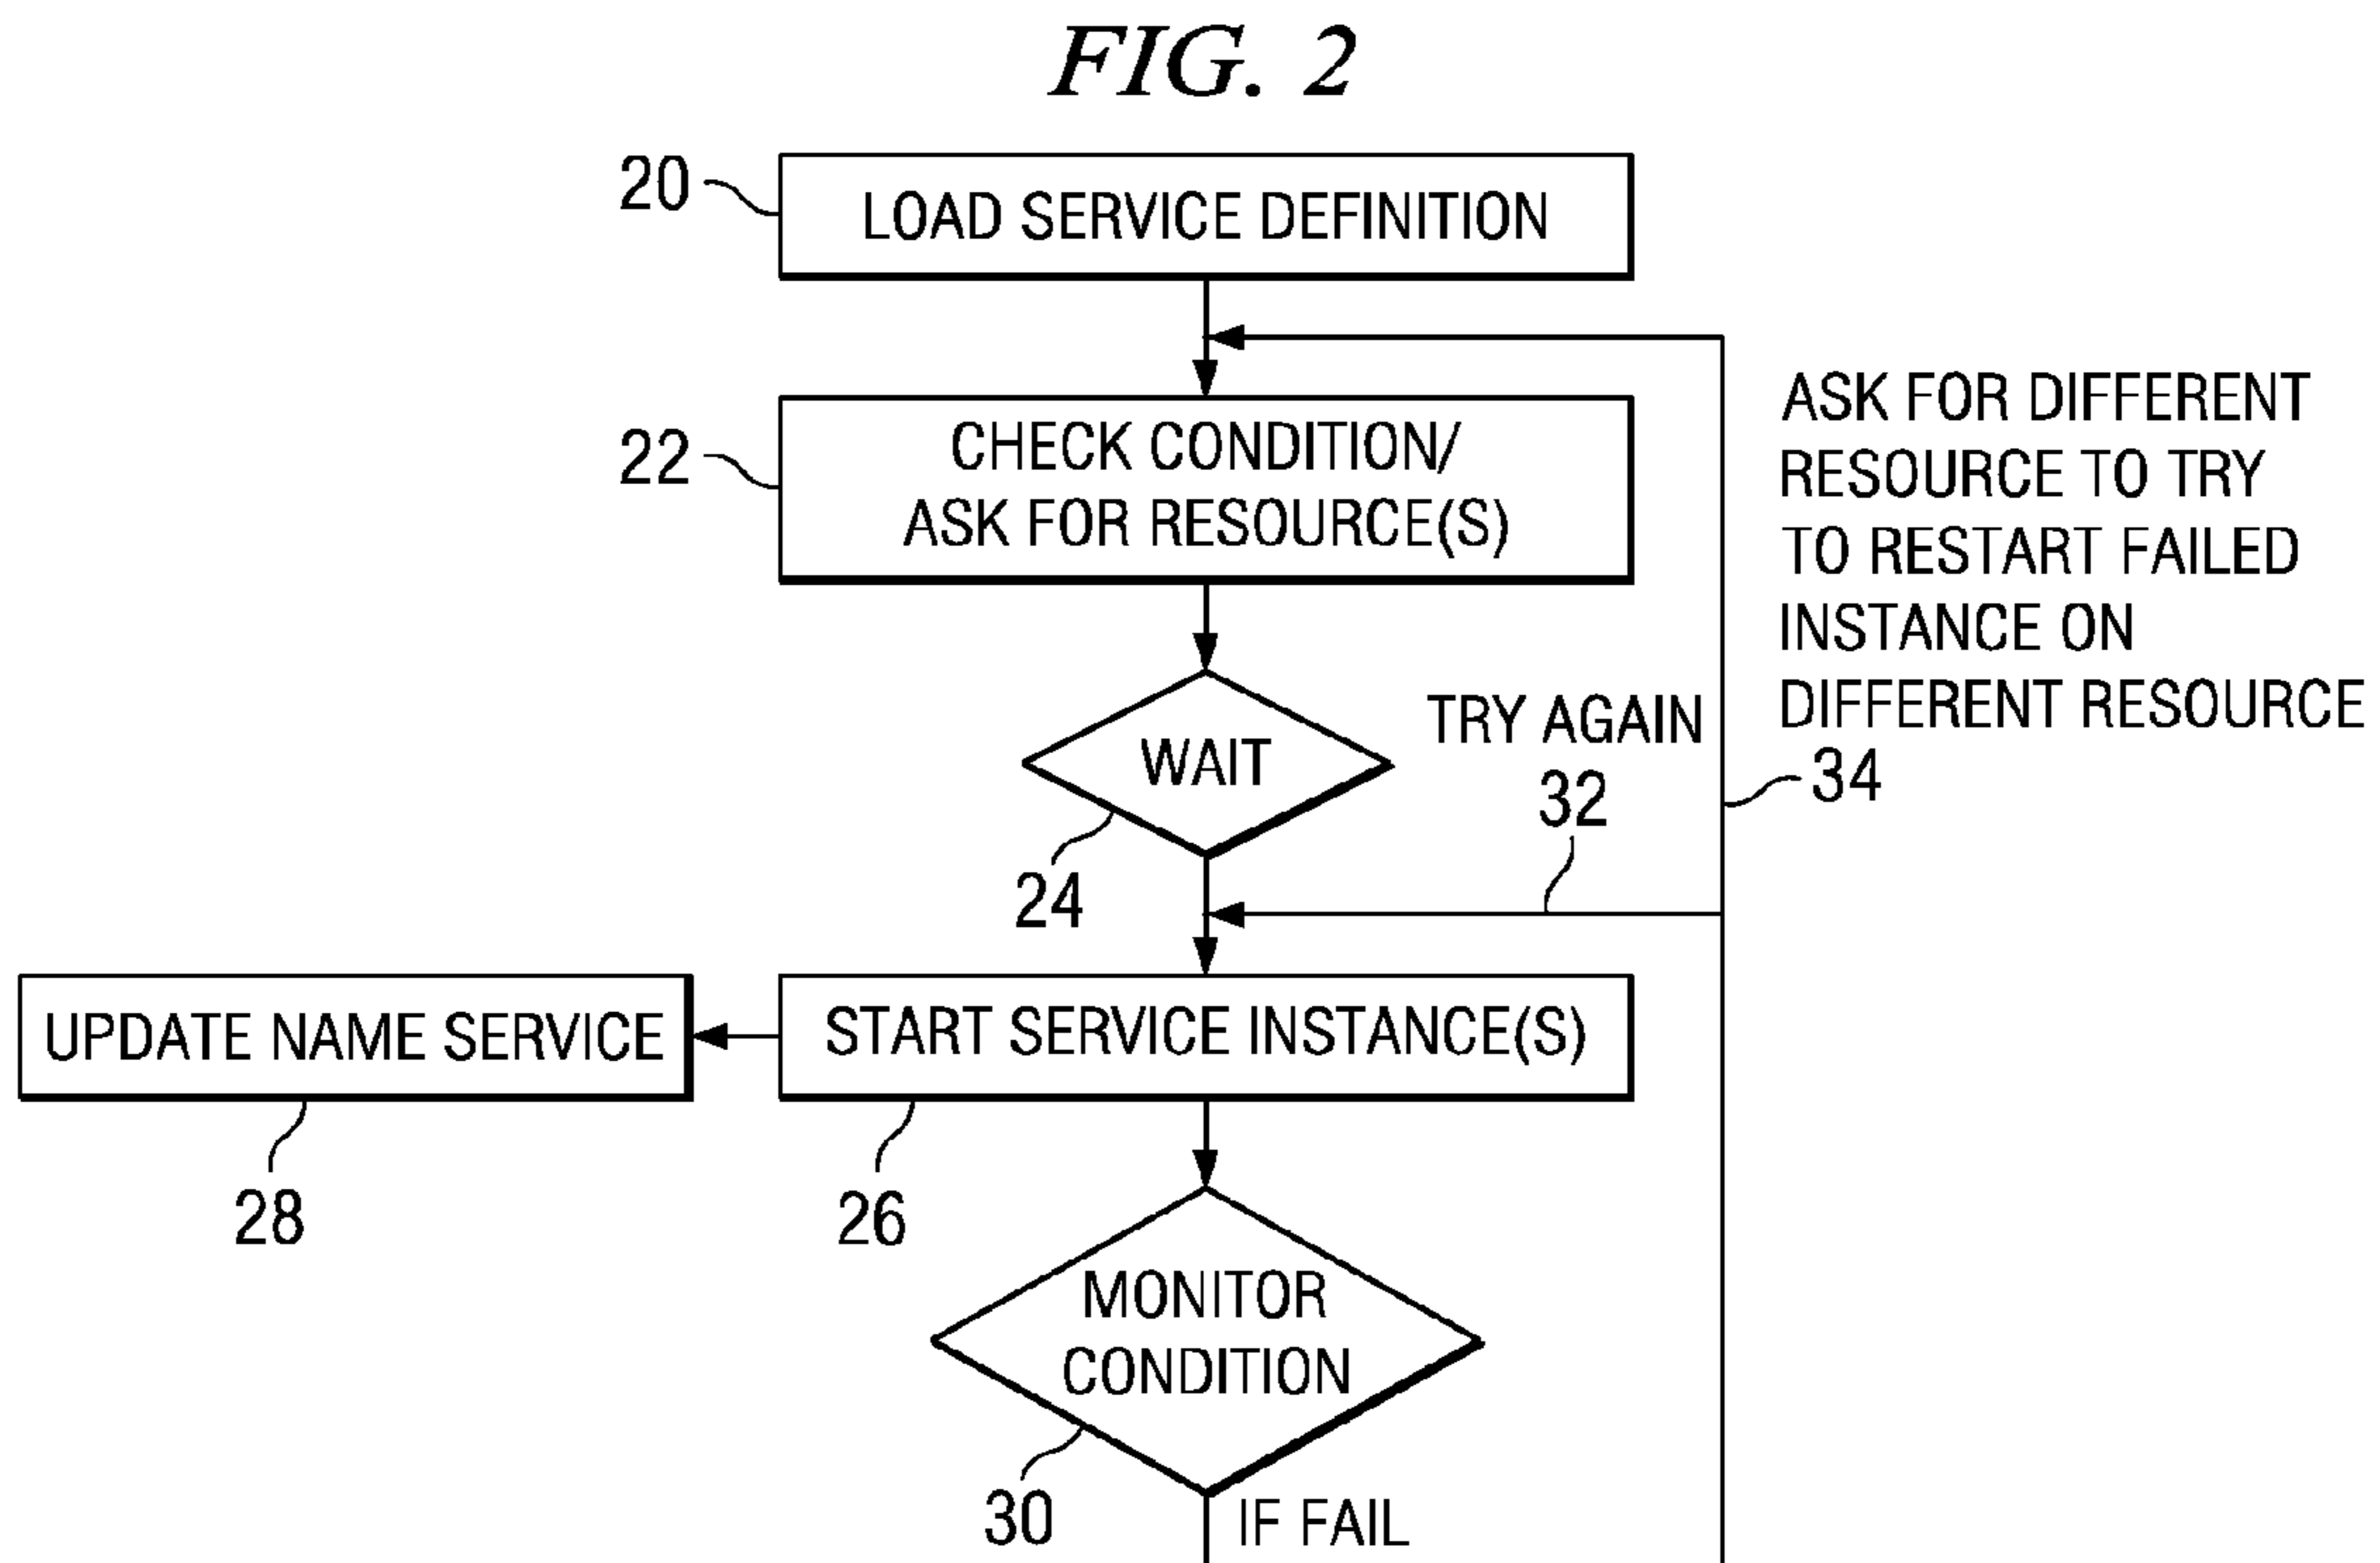 FIG. 2
20
LOAD SERVICE DEFINITION
22
CHECK CONDITION/
ASK FOR RESOURCE(S)
ASK FOR DIFFERENT
RESOURCE TO TRY
TO RESTART FAILED
INSTANCE ON
DIFFERENT RESOURCE
34
WAIT
24
TRY AGAIN
32
UPDATE NAME SERVICE
28
START SERVICE INSTANCE(S)
26
MONITOR
CONDITION
30
IF FAIL